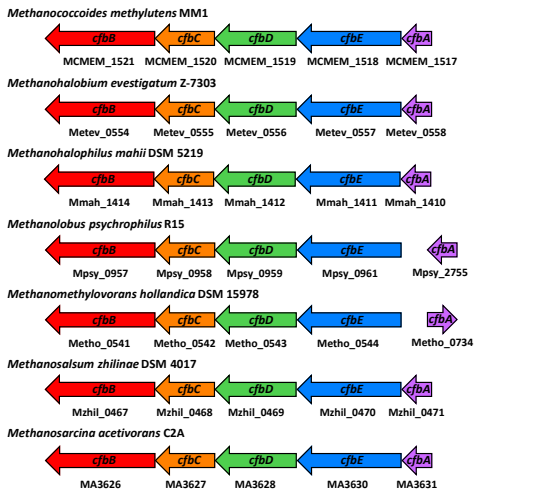 Methanococcoides methylutens MM1
cfbB cfbC cfbD cfbE cfbA
MCMEM_1521 MCMEM_1520 MCMEM_1519 MCMEM_1518 MCMEM_1517
Methanohalobium evestigatum Z-7303
cfbB cfbC cfbD cfbE cfbA
Metev_0554 Metev_0555 Metev_0556 Metev_0557 Metev_0558
Methanohalophilus mahii DSM 5219
cfbB cfbC cfbD cfbE cfbA
Mmah_1414 Mmah_1413 Mmah_1412 Mmah_1411 Mmah_1410
Methanolobus psychrophilus R15
cfbB cfbC cfbD cfbE cfbA
Mpsy_0957 Mpsy_0958 Mpsy_0959 Mpsy_0961 Mpsy_2755
Methanomethylovorans hollandica DSM 15978
cfbB cfbC cfbD cfbE cfbA
Metho_0541 Metho_0542 Metho_0543 Metho_0544 Metho_0734
Methanosalsum zhilinae DSM 4017
cfbB cfbC cfbD cfbE cfbA
Mzhil_0467 Mzhil_0468 Mzhil_0469 Mzhil_0470 Mzhil_0471
Methanosarcina acetivorans C2A
cfbB cfbC cfbD cfbE cfbA
MA3626 MA3627 MA3628 MA3630 MA3631